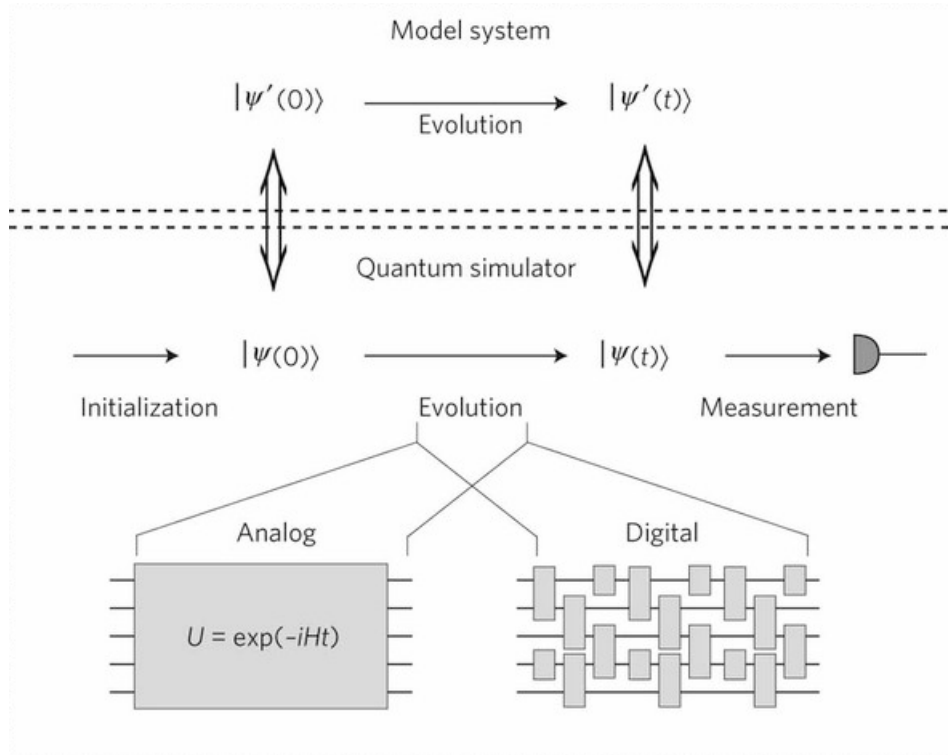 Model system
|ψ′(0)⟩ |ψ′(t)⟩
Evolution
Quantum simulator
|ψ(0)⟩ |ψ(t)⟩
Initialization Evolution Measurement
Analog Digital
U = exp(–iHt)